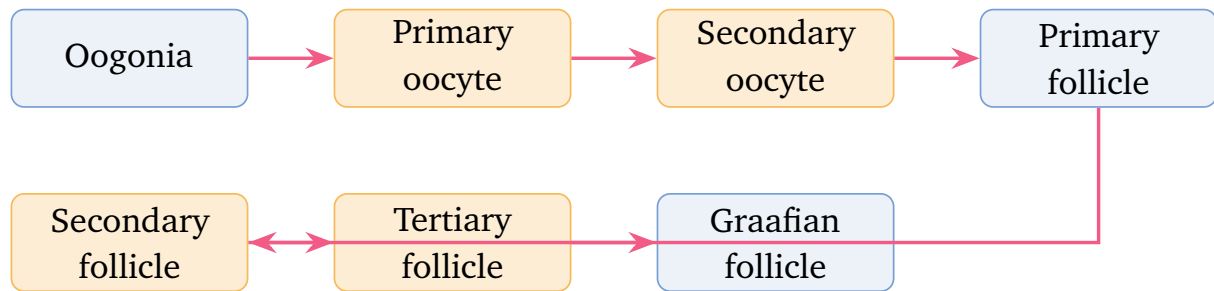 Oogonia
Primary
oocyte
Secondary
oocyte
Primary
follicle
Secondary
follicle
Tertiary
follicle
Graafian
follicle